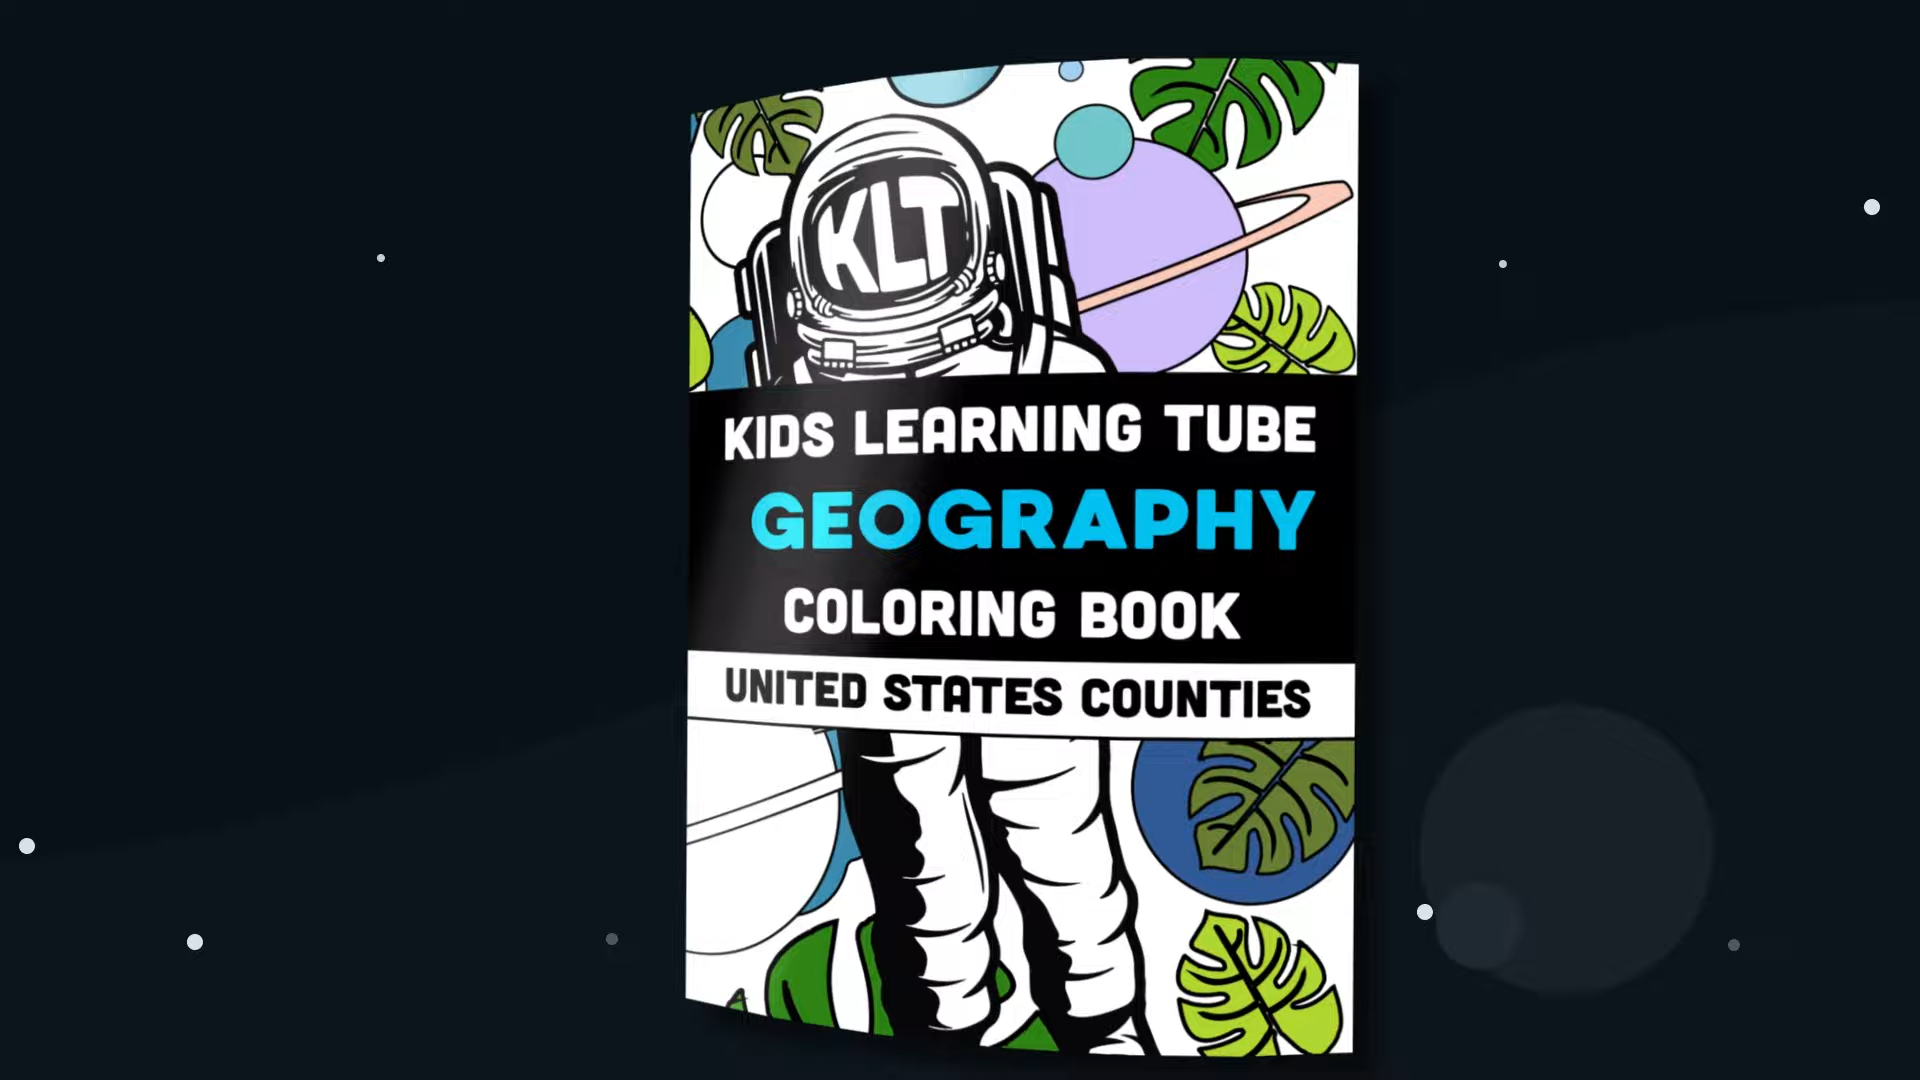 KLT
KIDS LEARNING TUBE
GEOGRAPHY
COLORING BOOK
UNITED STATES COUNTIES